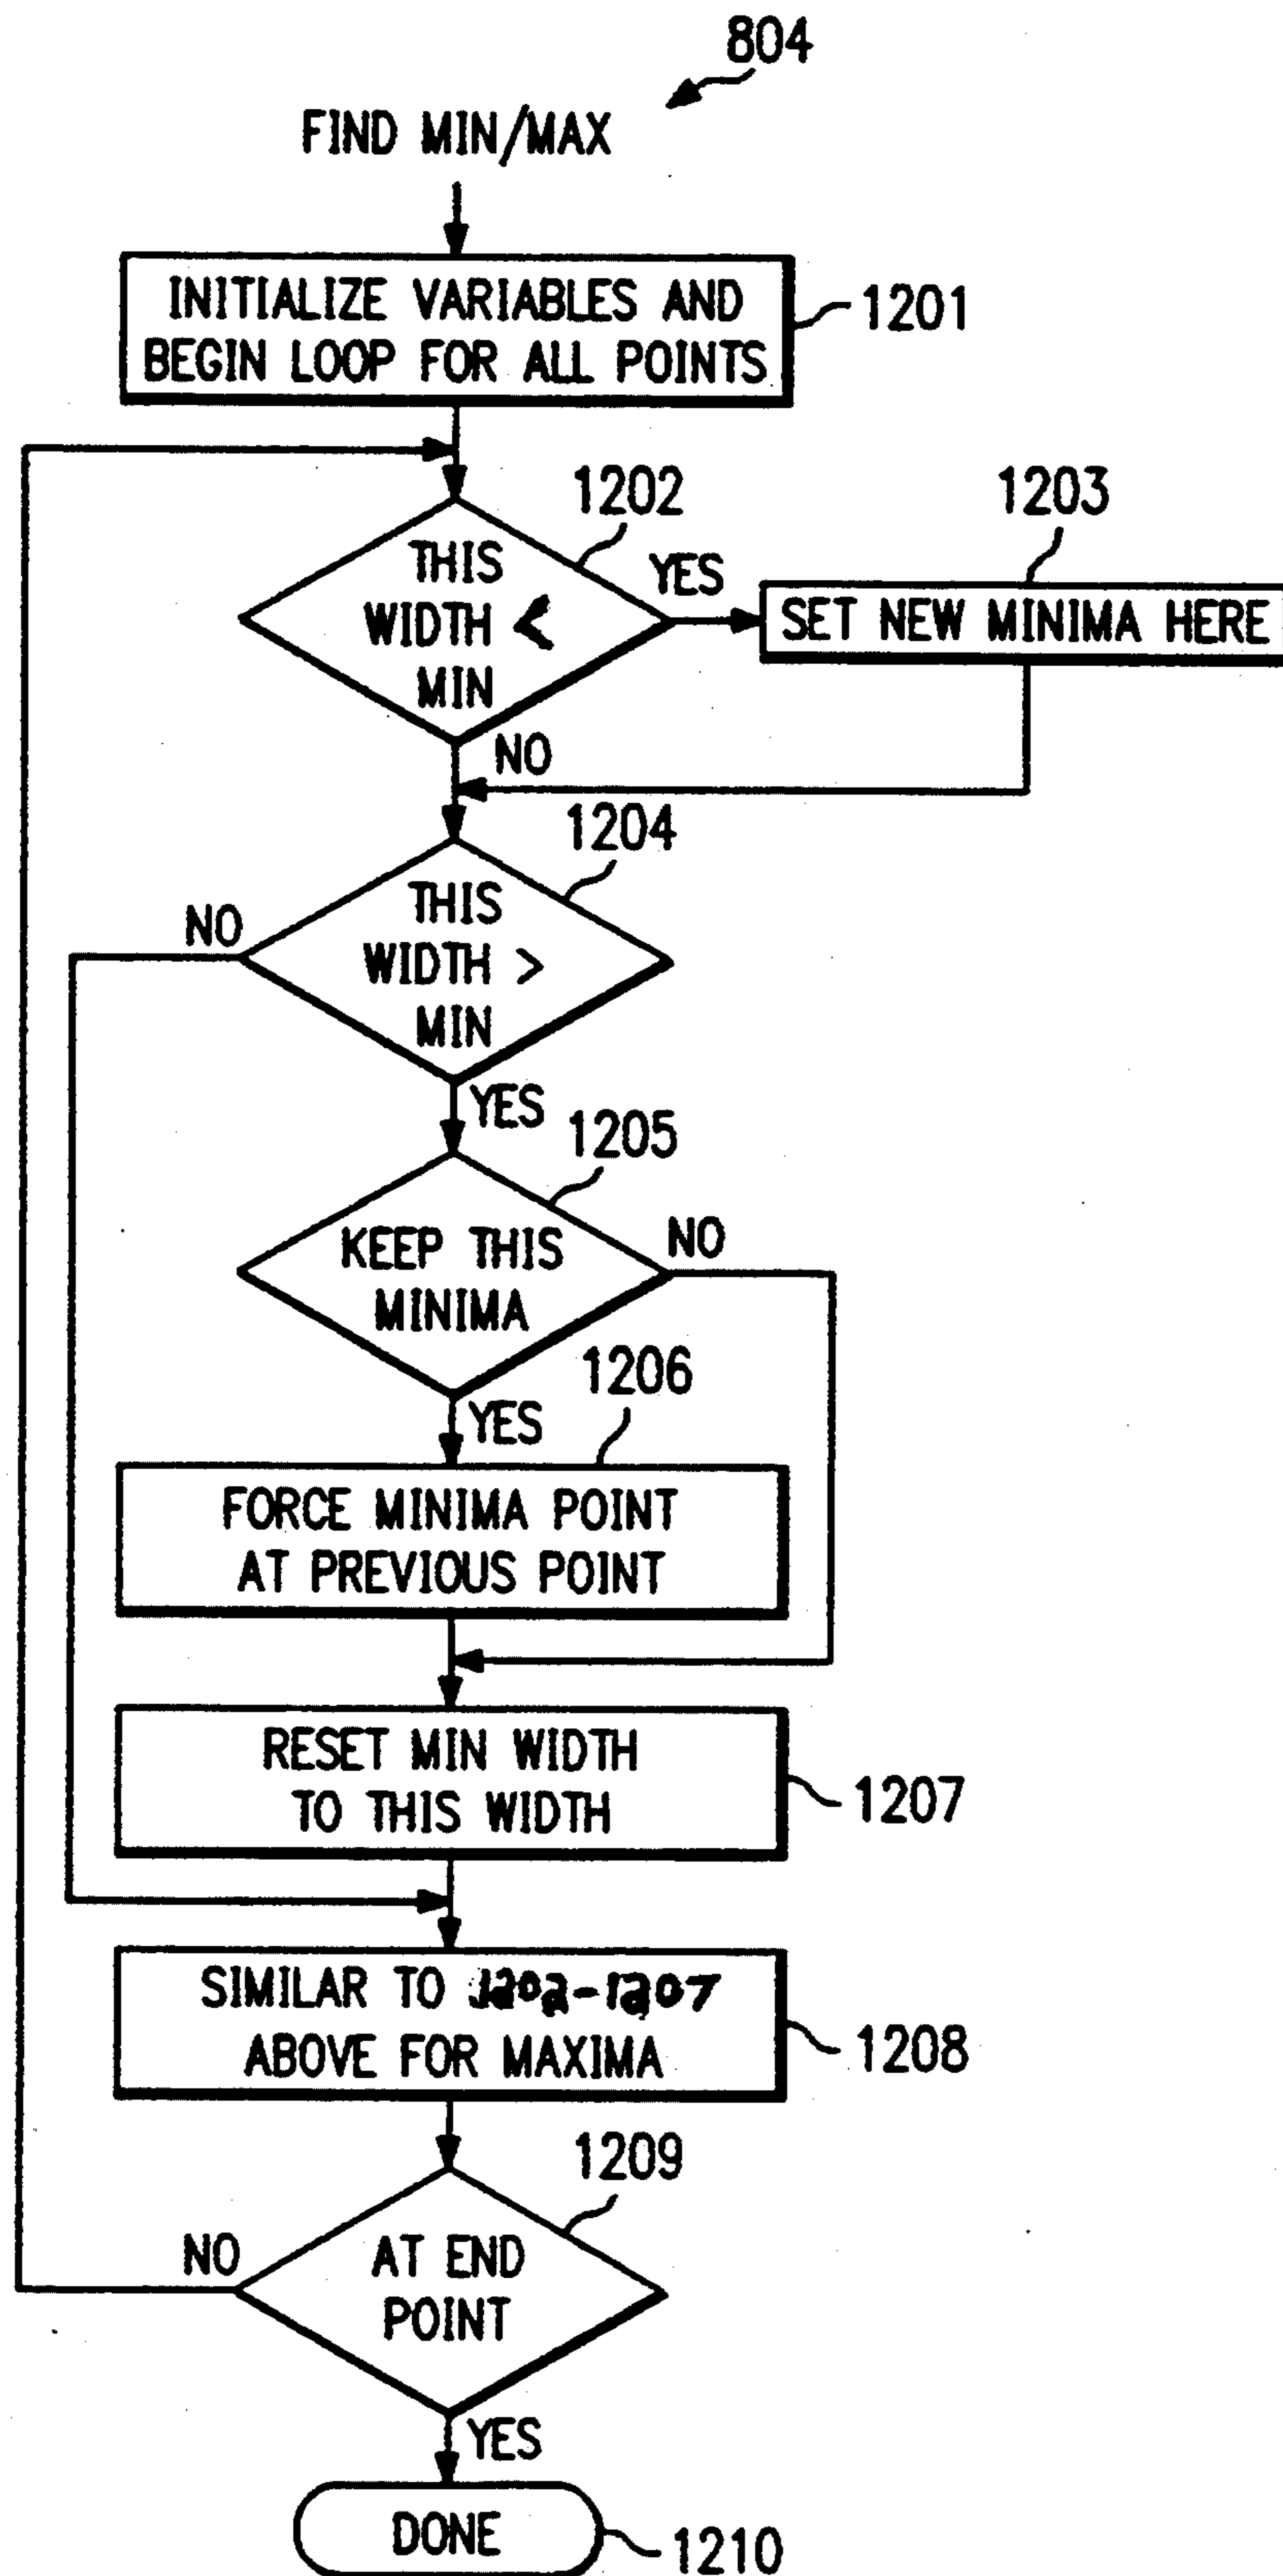 804
FIND MIN/MAX
INITIALIZE VARIABLES AND
BEGIN LOOP FOR ALL POINTS
1201
1202
THIS
WIDTH <
MIN
YES
1203
SET NEW MINIMA HERE
NO
1204
THIS
WIDTH >
MIN
NO
YES
1205
KEEP THIS
MINIMA
NO
YES
1206
FORCE MINIMA POINT
AT PREVIOUS POINT
RESET MIN WIDTH
TO THIS WIDTH
1207
SIMILAR TO 1202-1207
ABOVE FOR MAXIMA
1208
1209
AT END
POINT
NO
YES
DONE
1210